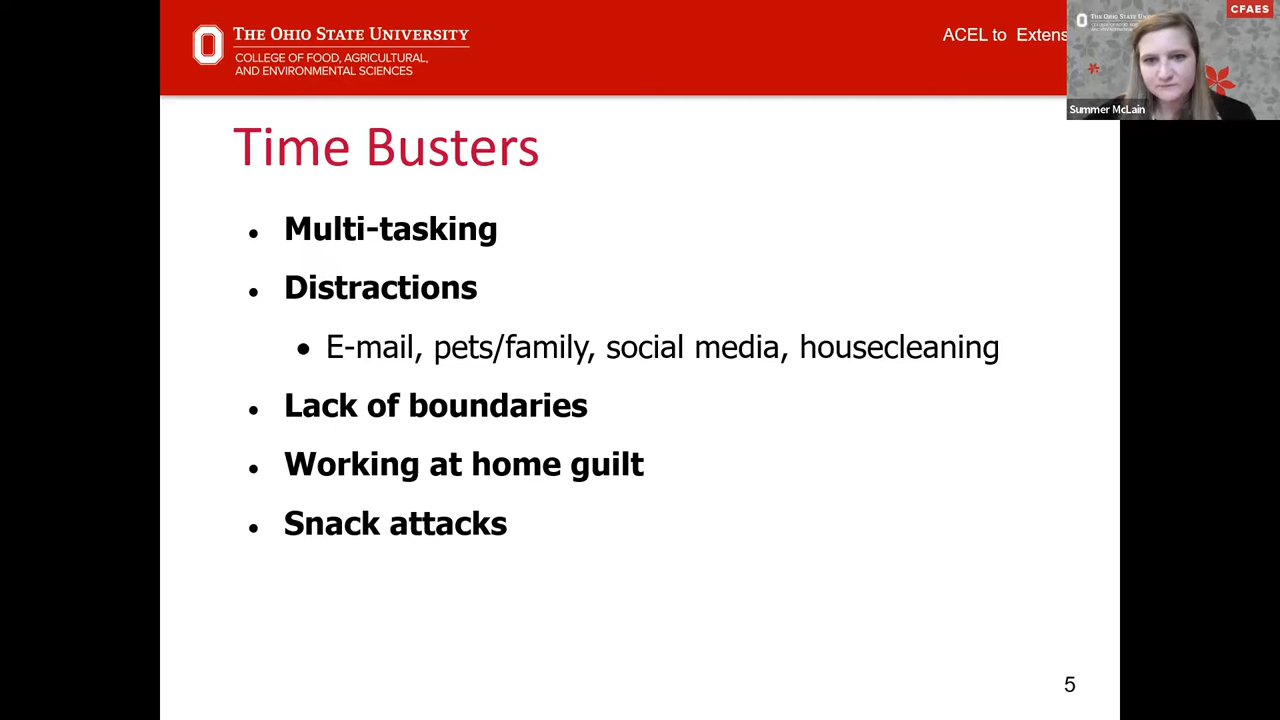 THE OHIO STATE UNIVERSITY
COLLEGE OF FOOD, AGRICULTURAL,
AND ENVIRONMENTAL SCIENCES
ACEL to Extens
CFAES
Summer McLain
Time Busters
• Multi-tasking
• Distractions
• E-mail, pets/family, social media, housecleaning
• Lack of boundaries
• Working at home guilt
• Snack attacks
5